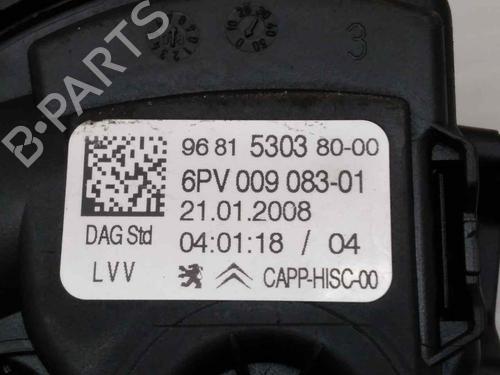 3
96 81 5303 80-00
6PV 009 083-01
21.01.2008
DAG Std 04:01:18 / 04
LVV CAPP-HISC-00